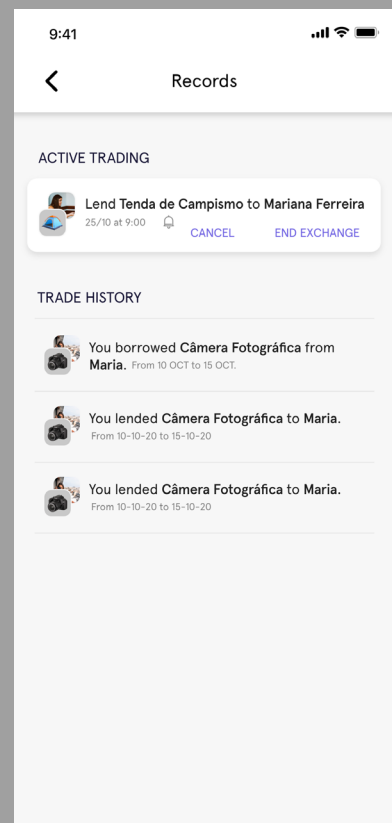 9:41
Records
ACTIVE TRADING
Lend Tenda de Campismo to Mariana Ferreira
25/10 at 9:00
CANCEL END EXCHANGE
TRADE HISTORY
You borrowed Câmera Fotográfica from
Maria. From 10 OCT to 15 OCT.
You lended Câmera Fotográfica to Maria.
From 10-10-20 to 15-10-20
You lended Câmera Fotográfica to Maria.
From 10-10-20 to 15-10-20